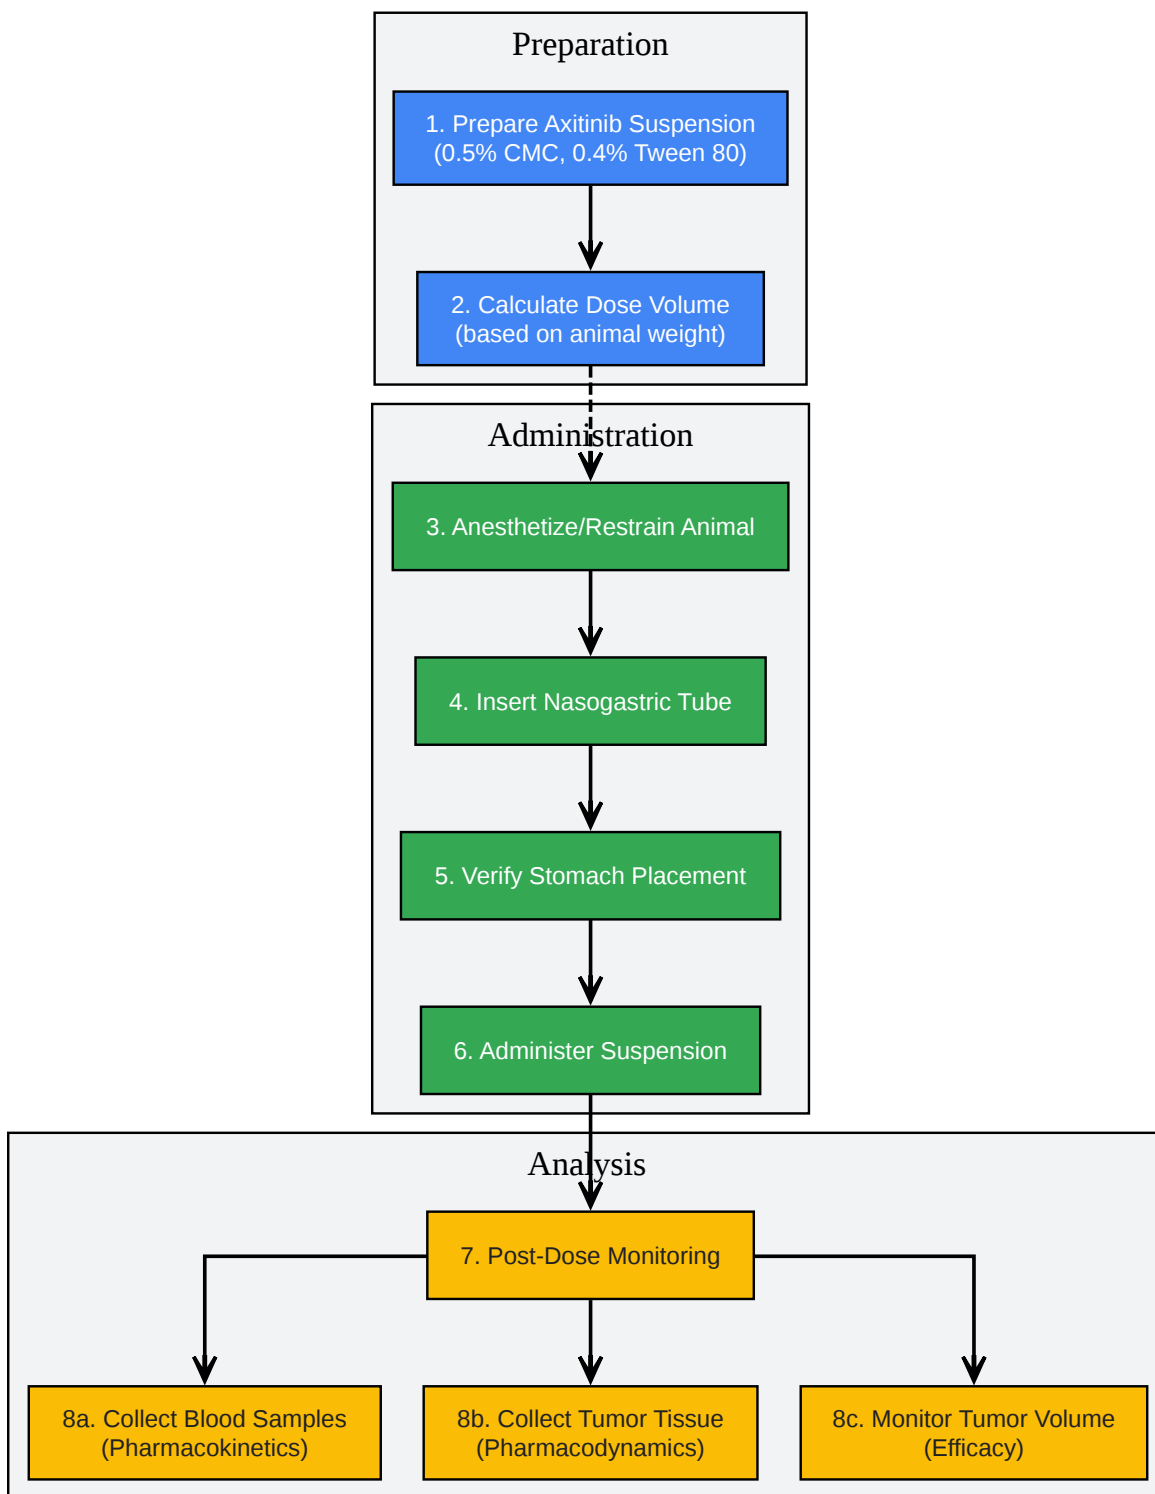 Preparation
1. Prepare Axitinib Suspension
(0.5% CMC, 0.4% Tween 80)
2. Calculate Dose Volume
(based on animal weight)
Administration
3. Anesthetize/Restrain Animal
4. Insert Nasogastric Tube
5. Verify Stomach Placement
6. Administer Suspension
Analysis
7. Post-Dose Monitoring
8a. Collect Blood Samples
(Pharmacokinetics)
8b. Collect Tumor Tissue
(Pharmacodynamics)
8c. Monitor Tumor Volume
(Efficacy)